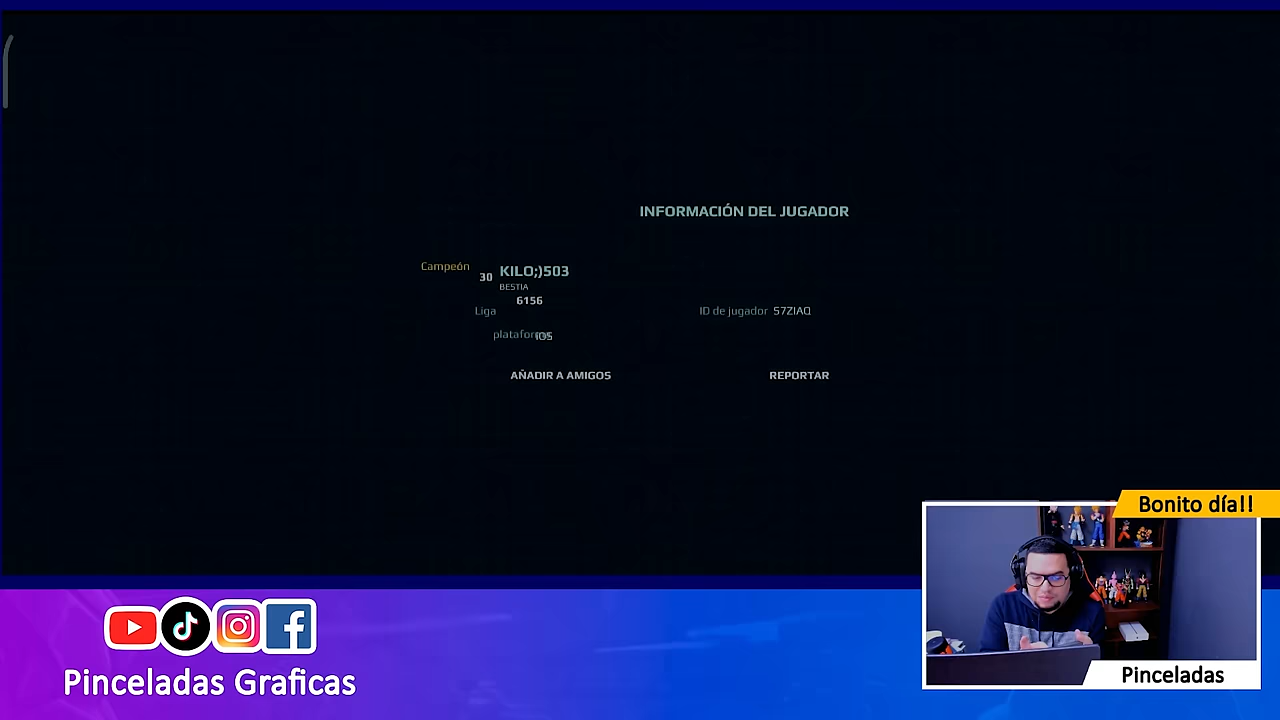 INFORMACIÓN DEL JUGADOR
Campeón
30 KILO;)503
BESTIA
6156
Liga
ID de jugador 57ZIAQ
plataforma iOS
AÑADIR A AMIGOS
REPORTAR
Bonito día!!
Pinceladas
Pinceladas Graficas